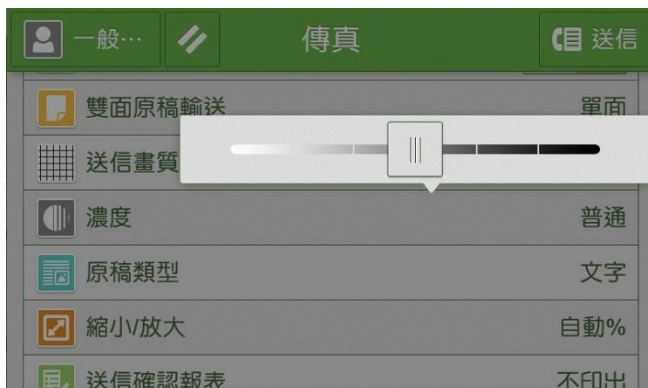 一般…
傳真
送信
雙面原稿輸送 單面
送信畫質
濃度 普通
原稿類型 文字
縮小/放大 自動%
送信確認報表 不印出